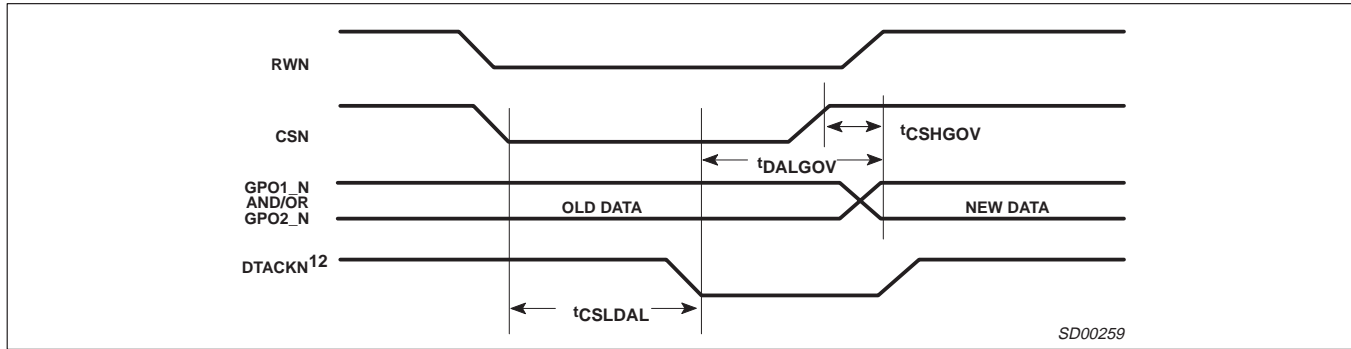 RWN
CSN
tCSHGOV
tDALGOV
GPO1_N
AND/OR
GPO2_N
OLD DATA
NEW DATA
DTACKN12
tCSLDAL
SD00259